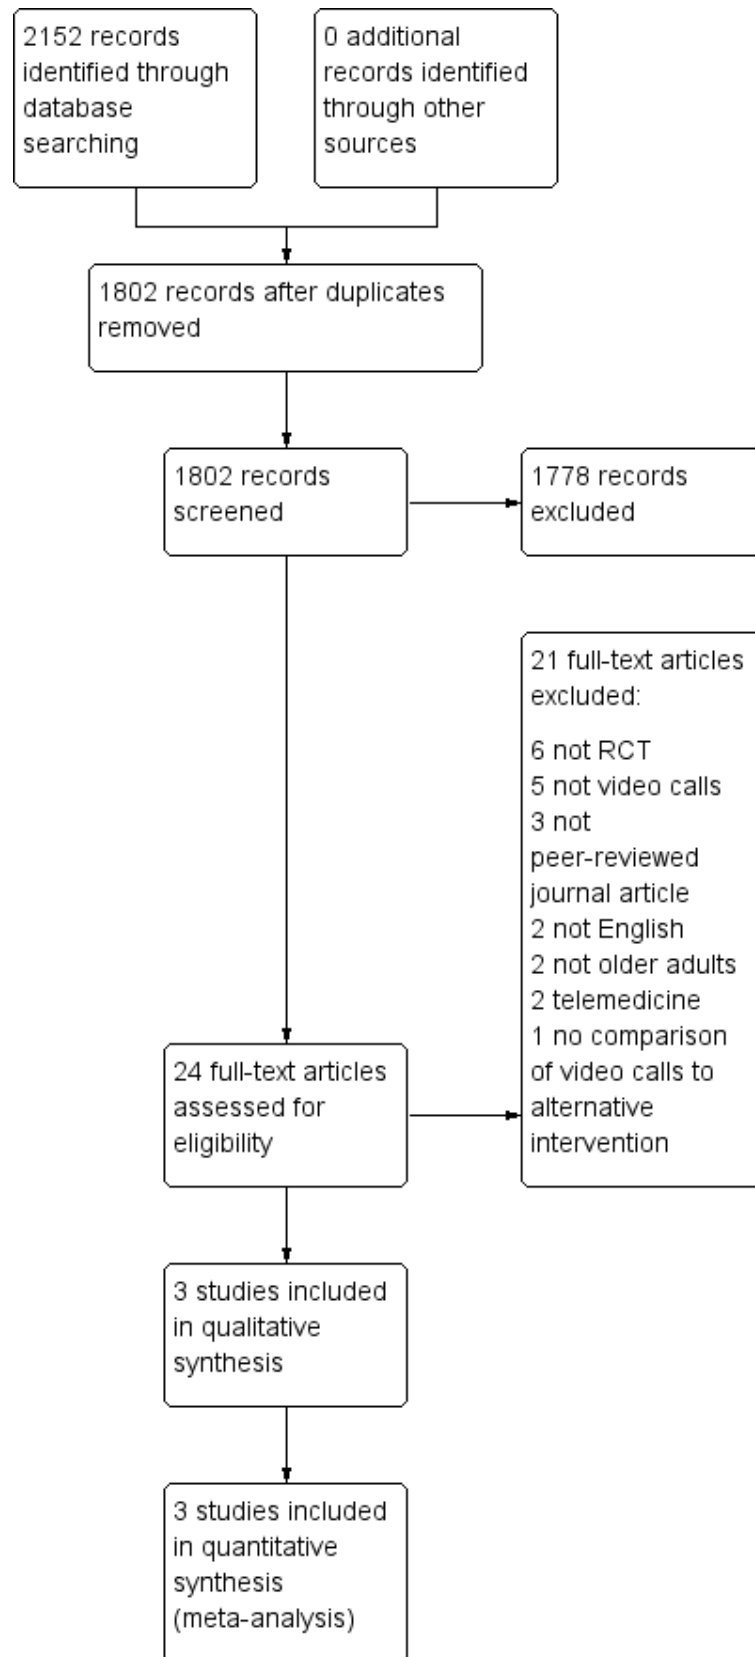 2152 records
identified through
database
searching
0 additional
records identified
through other
sources
1802 records after duplicates
removed
1802 records
screened
1778 records
excluded
21 full-text articles
excluded:
6 not RCT
5 not video calls
3 not
peer-reviewed
journal article
2 not English
2 not older adults
2 telemedicine
1 no comparison
of video calls to
alternative
intervention
24 full-text articles
assessed for
eligibility
3 studies included
in qualitative
synthesis
3 studies included
in quantitative
synthesis
(meta-analysis)